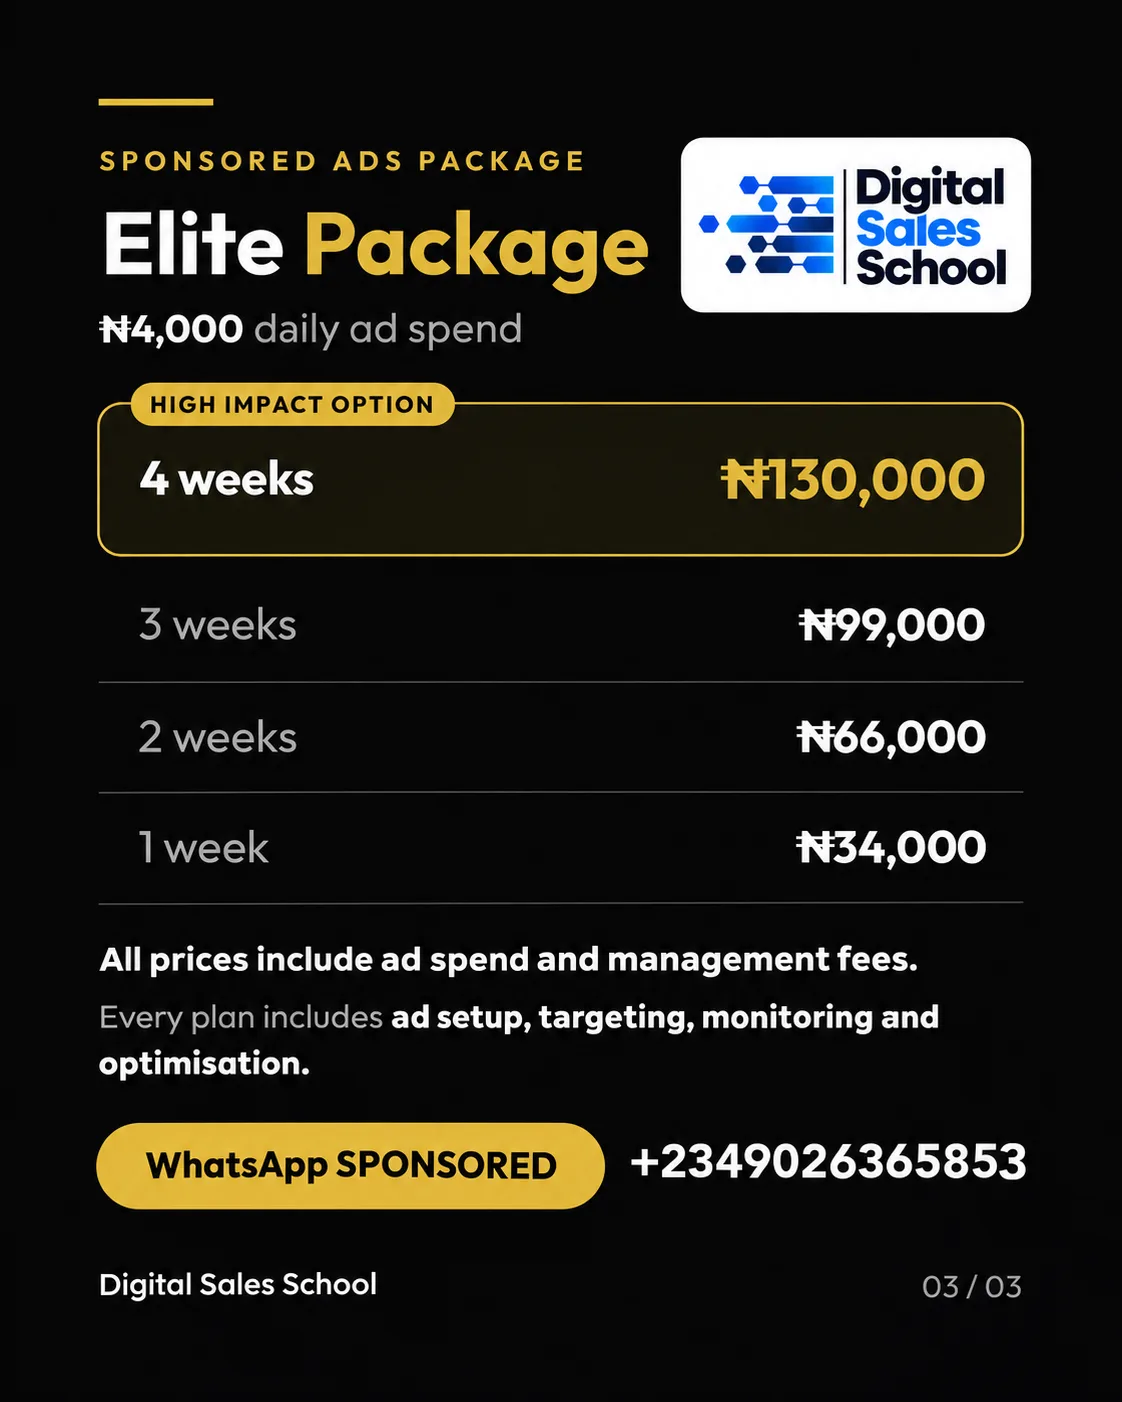 SPONSORED ADS PACKAGE
Elite Package
₦4,000 daily ad spend
Digital
Sales
School
HIGH IMPACT OPTION
4 weeks ₦130,000
3 weeks ₦99,000
2 weeks ₦66,000
1 week ₦34,000
All prices include ad spend and management fees.
Every plan includes ad setup, targeting, monitoring and
optimisation.
WhatsApp SPONSORED +2349026365853
Digital Sales School 03 / 03